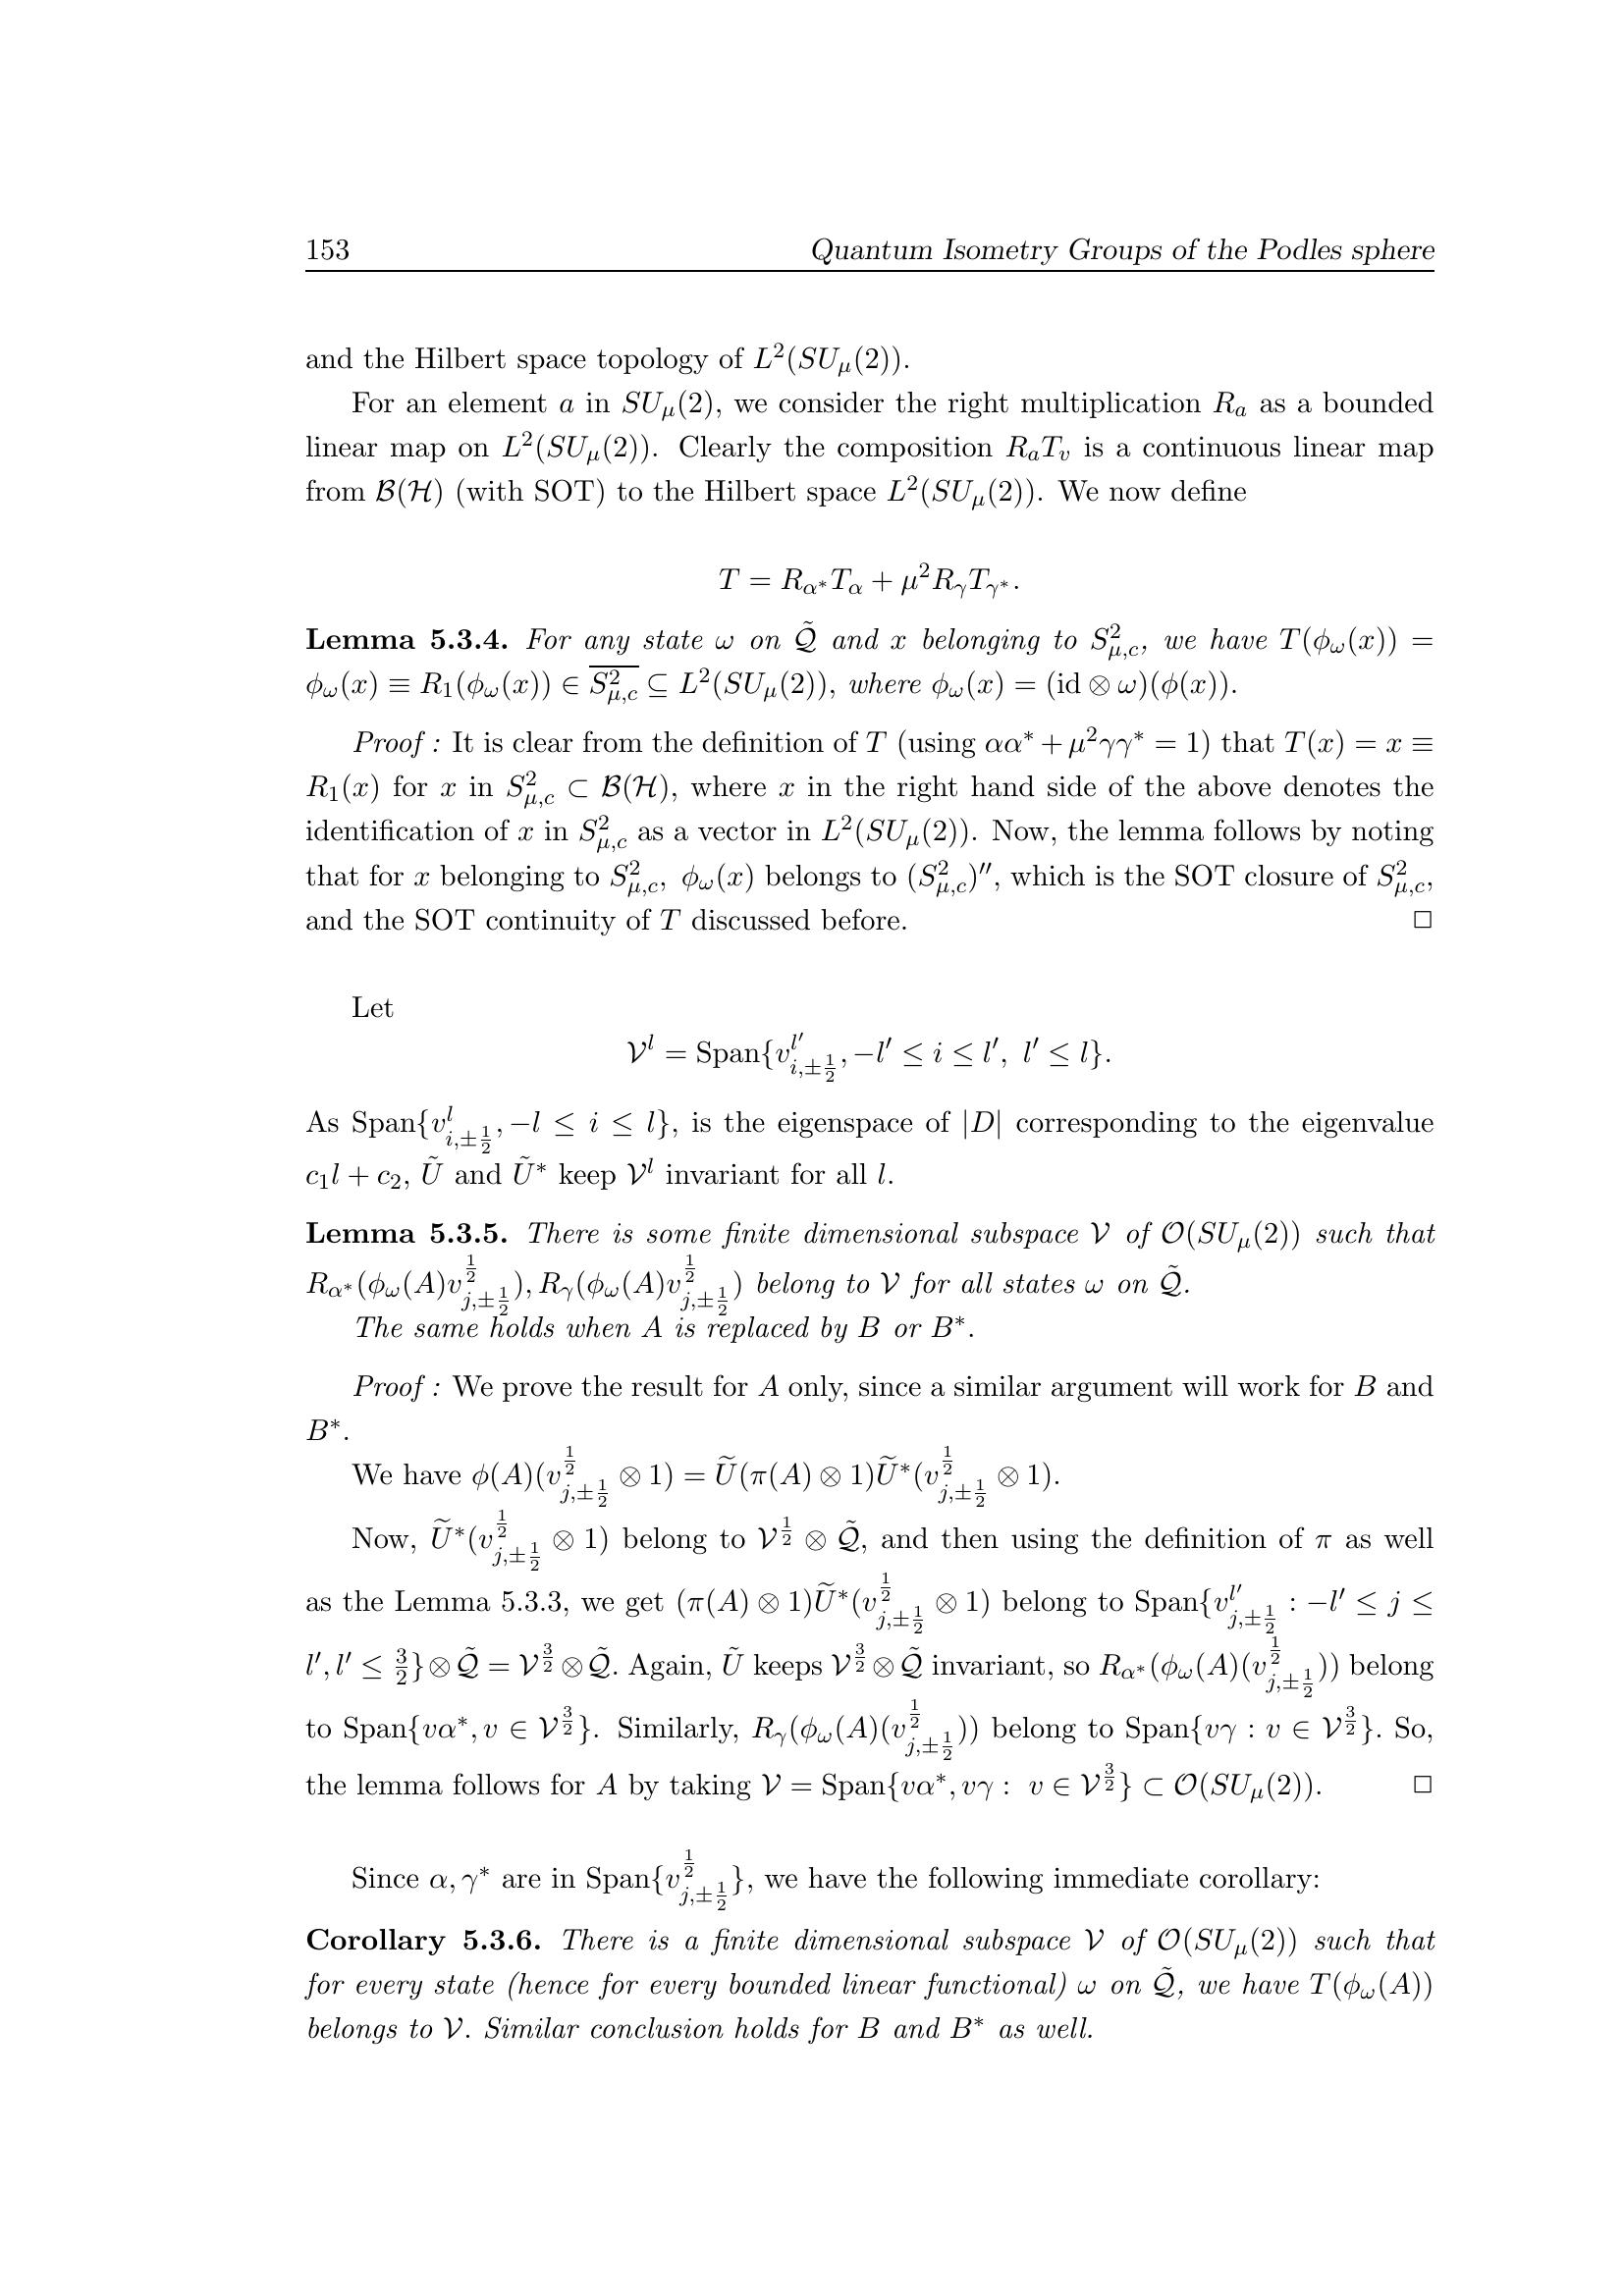 153 Quantum Isometry Groups of the Podles sphere
and the Hilbert space topology of $L^2(SU_\mu(2))$.
For an element $a$ in $SU_\mu(2)$, we consider the right multiplication $R_a$ as a bounded
linear map on $L^2(SU_\mu(2))$. Clearly the composition $R_aT_v$ is a continuous linear map
from $\mathcal{B}(\mathcal{H})$ (with SOT) to the Hilbert space $L^2(SU_\mu(2))$. We now define
$T = R_{\alpha^*}T_\alpha + \mu^2 R_\gamma T_{\gamma^*}.$
Lemma 5.3.4. For any state $\omega$ on $\tilde{\mathcal{Q}}$ and $x$ belonging to $S^2_{\mu,c}$, we have $T(\phi_\omega(x)) =$
$\phi_\omega(x) \equiv R_1(\phi_\omega(x)) \in \overline{S^2_{\mu,c}} \subseteq L^2(SU_\mu(2))$, where $\phi_\omega(x) = (\mathrm{id} \otimes \omega)(\phi(x))$.
Proof : It is clear from the definition of $T$ (using $\alpha\alpha^* + \mu^2\gamma\gamma^* = 1$) that $T(x) = x \equiv$
$R_1(x)$ for $x$ in $S^2_{\mu,c} \subset \mathcal{B}(\mathcal{H})$, where $x$ in the right hand side of the above denotes the
identification of $x$ in $S^2_{\mu,c}$ as a vector in $L^2(SU_\mu(2))$. Now, the lemma follows by noting
that for $x$ belonging to $S^2_{\mu,c}$, $\phi_\omega(x)$ belongs to $(S^2_{\mu,c})''$, which is the SOT closure of $S^2_{\mu,c}$,
and the SOT continuity of $T$ discussed before. □
Let
$\mathcal{V}^l = \mathrm{Span}\{v^{l'}_{i,\pm\frac{1}{2}}, -l' \leq i \leq l',\ l' \leq l\}.$
As $\mathrm{Span}\{v^l_{i,\pm\frac{1}{2}}, -l \leq i \leq l\}$, is the eigenspace of $|D|$ corresponding to the eigenvalue
$c_1l + c_2$, $\tilde{U}$ and $\tilde{U}^*$ keep $\mathcal{V}^l$ invariant for all $l$.
Lemma 5.3.5. There is some finite dimensional subspace $\mathcal{V}$ of $\mathcal{O}(SU_\mu(2))$ such that
$R_{\alpha^*}(\phi_\omega(A)v^{\frac{1}{2}}_{j,\pm\frac{1}{2}}), R_\gamma(\phi_\omega(A)v^{\frac{1}{2}}_{j,\pm\frac{1}{2}})$ belong to $\mathcal{V}$ for all states $\omega$ on $\tilde{\mathcal{Q}}$.
The same holds when $A$ is replaced by $B$ or $B^*$.
Proof : We prove the result for $A$ only, since a similar argument will work for $B$ and
$B^*$.
We have $\phi(A)(v^{\frac{1}{2}}_{j,\pm\frac{1}{2}} \otimes 1) = \widetilde{U}(\pi(A) \otimes 1)\widetilde{U}^*(v^{\frac{1}{2}}_{j,\pm\frac{1}{2}} \otimes 1)$.
Now, $\widetilde{U}^*(v^{\frac{1}{2}}_{j,\pm\frac{1}{2}} \otimes 1)$ belong to $\mathcal{V}^{\frac{1}{2}} \otimes \tilde{\mathcal{Q}}$, and then using the definition of $\pi$ as well
as the Lemma 5.3.3, we get $(\pi(A) \otimes 1)\widetilde{U}^*(v^{\frac{1}{2}}_{j,\pm\frac{1}{2}} \otimes 1)$ belong to $\mathrm{Span}\{v^{l'}_{j,\pm\frac{1}{2}} : -l' \leq j \leq$
$l', l' \leq \frac{3}{2}\} \otimes \tilde{\mathcal{Q}} = \mathcal{V}^{\frac{3}{2}} \otimes \tilde{\mathcal{Q}}$. Again, $\tilde{U}$ keeps $\mathcal{V}^{\frac{3}{2}} \otimes \tilde{\mathcal{Q}}$ invariant, so $R_{\alpha^*}(\phi_\omega(A)(v^{\frac{1}{2}}_{j,\pm\frac{1}{2}}))$ belong
to $\mathrm{Span}\{v\alpha^*, v \in \mathcal{V}^{\frac{3}{2}}\}$. Similarly, $R_\gamma(\phi_\omega(A)(v^{\frac{1}{2}}_{j,\pm\frac{1}{2}}))$ belong to $\mathrm{Span}\{v\gamma : v \in \mathcal{V}^{\frac{3}{2}}\}$. So,
the lemma follows for $A$ by taking $\mathcal{V} = \mathrm{Span}\{v\alpha^*, v\gamma :\ v \in \mathcal{V}^{\frac{3}{2}}\} \subset \mathcal{O}(SU_\mu(2))$. □
Since $\alpha, \gamma^*$ are in $\mathrm{Span}\{v^{\frac{1}{2}}_{j,\pm\frac{1}{2}}\}$, we have the following immediate corollary:
Corollary 5.3.6. There is a finite dimensional subspace $\mathcal{V}$ of $\mathcal{O}(SU_\mu(2))$ such that
for every state (hence for every bounded linear functional) $\omega$ on $\tilde{\mathcal{Q}}$, we have $T(\phi_\omega(A))$
belongs to $\mathcal{V}$. Similar conclusion holds for $B$ and $B^*$ as well.